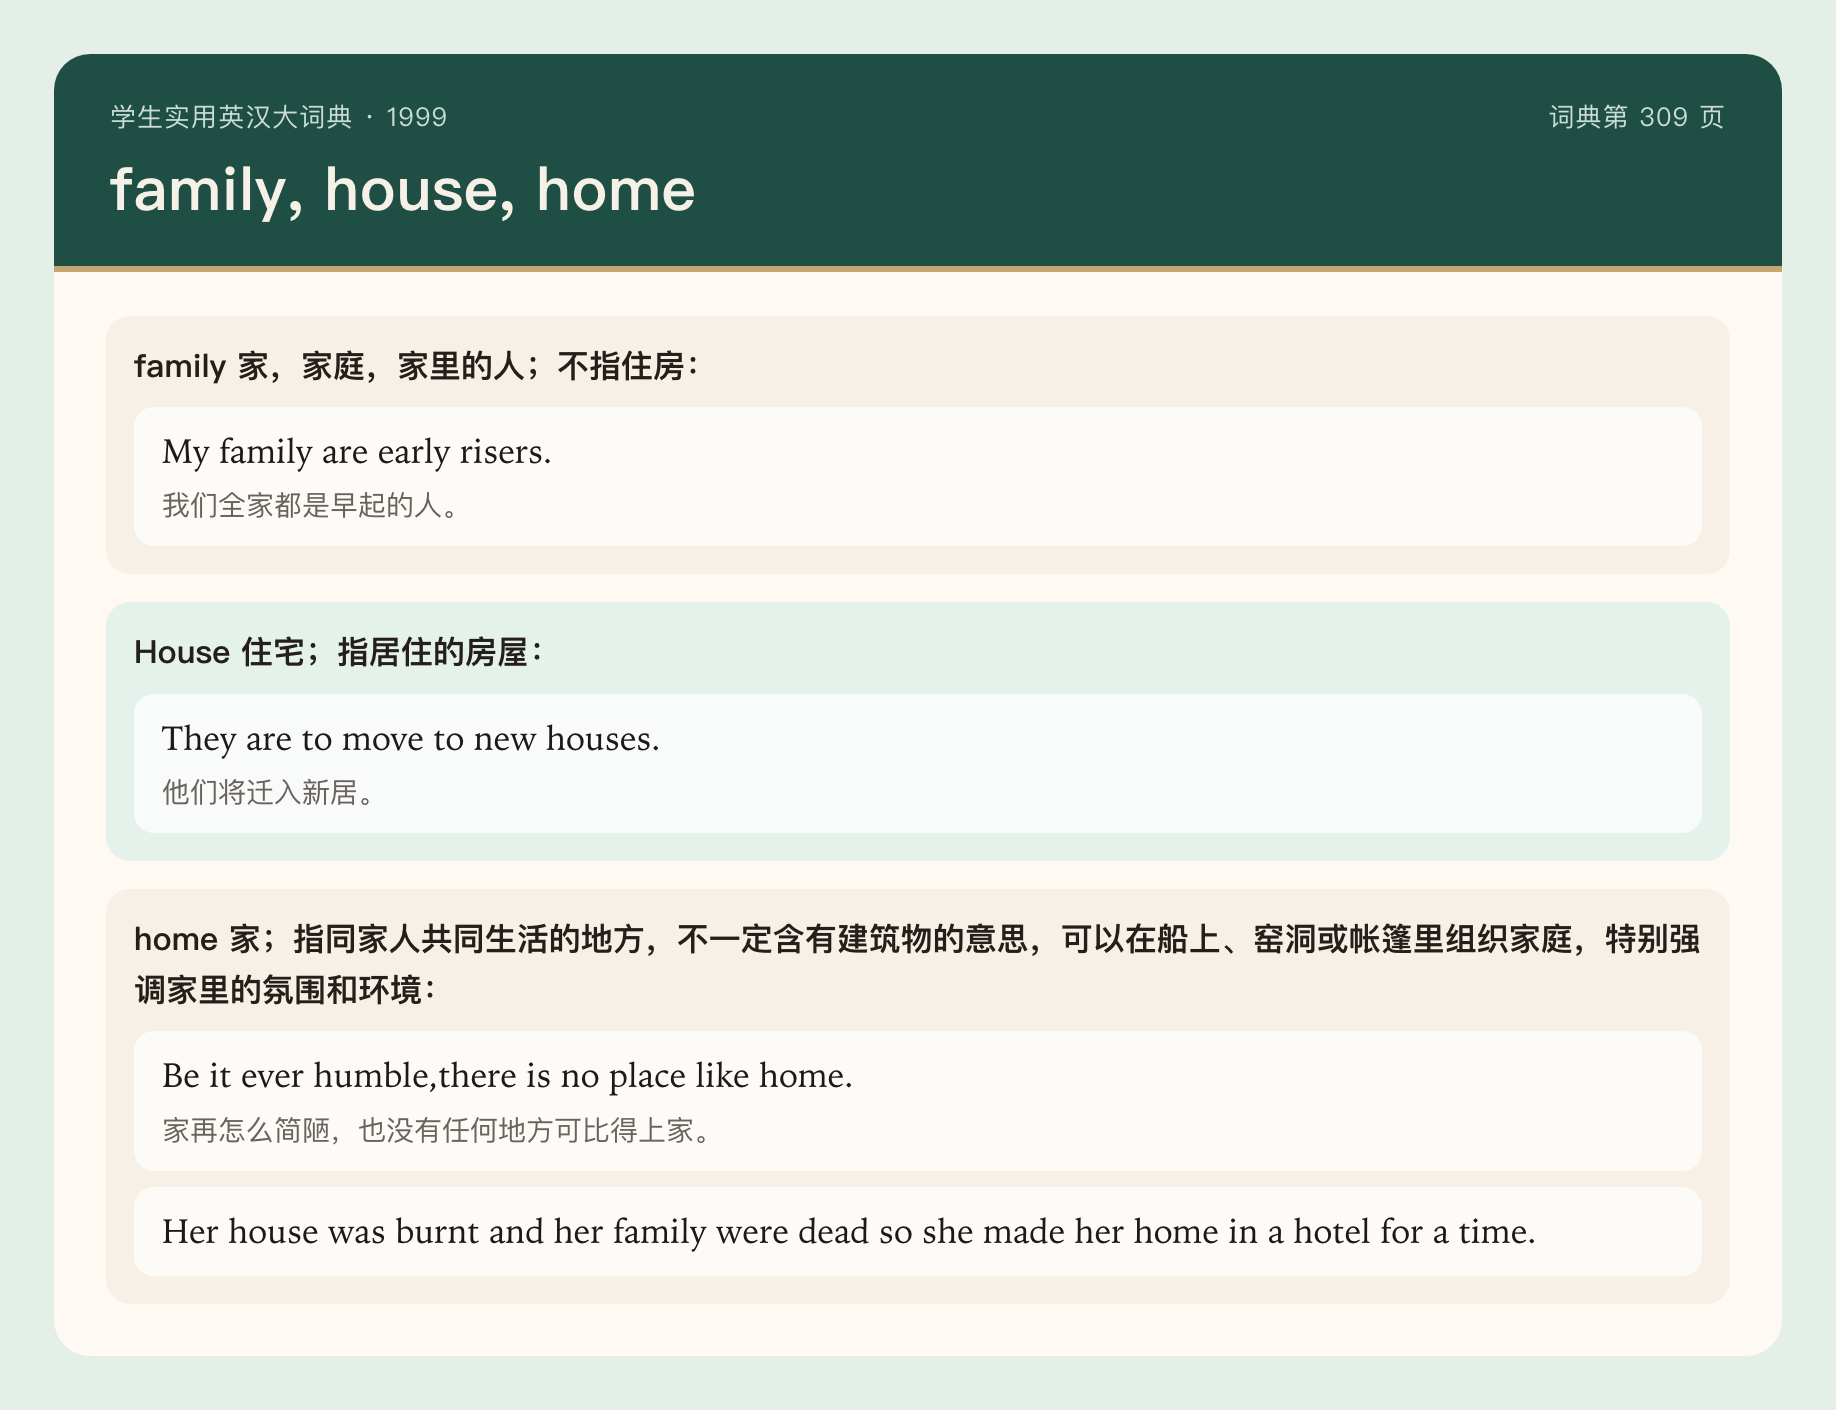 学生实用英汉大词典 · 1999
词典第 309 页
family, house, home
family 家，家庭，家里的人；不指住房：
My family are early risers.
我们全家都是早起的人。
House 住宅；指居住的房屋：
They are to move to new houses.
他们将迁入新居。
home 家；指同家人共同生活的地方，不一定含有建筑物的意思，可以在船上、窑洞或帐篷里组织家庭，特别强
调家里的氛围和环境：
Be it ever humble,there is no place like home.
家再怎么简陋，也没有任何地方可比得上家。
Her house was burnt and her family were dead so she made her home in a hotel for a time.